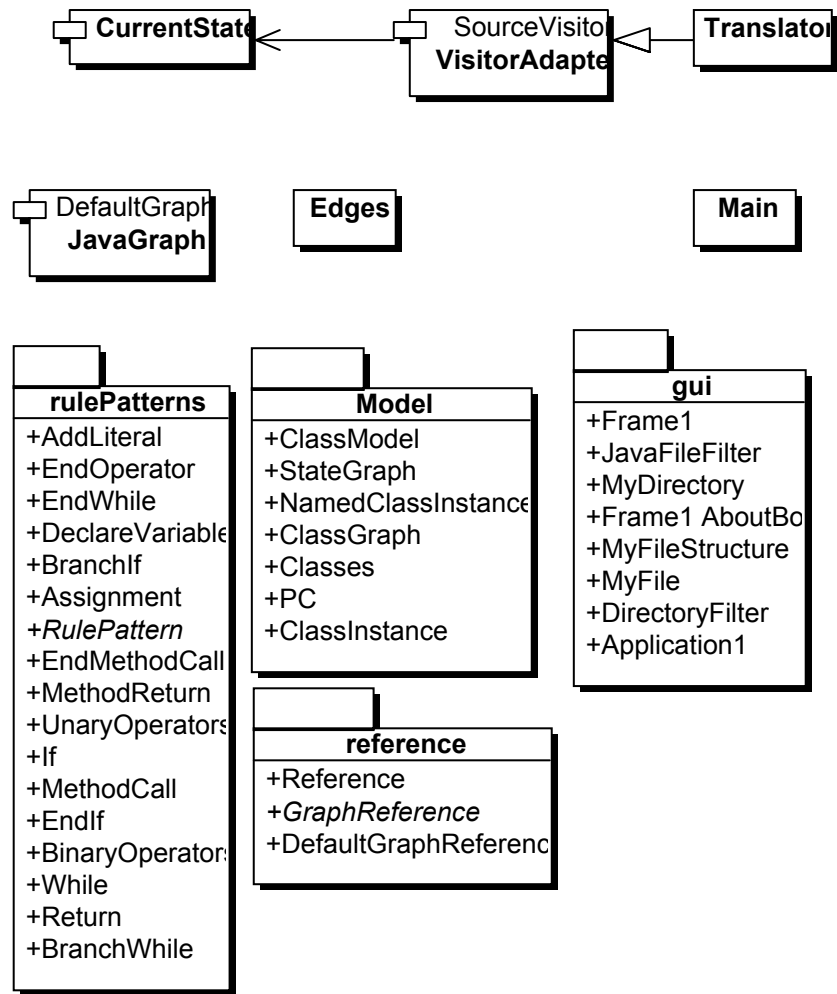 CurrentState
SourceVisitor
VisitorAdapte
Translator
DefaultGraph
JavaGraph
Edges
Main
rulePatterns
+AddLiteral
+EndOperator
+EndWhile
+DeclareVariable
+BranchIf
+Assignment
+RulePattern
+EndMethodCall
+MethodReturn
+UnaryOperators
+If
+MethodCall
+EndIf
+BinaryOperators
+While
+Return
+BranchWhile
Model
+ClassModel
+StateGraph
+NamedClassInstance
+ClassGraph
+Classes
+PC
+ClassInstance
reference
+Reference
+GraphReference
+DefaultGraphReferenc
gui
+Frame1
+JavaFileFilter
+MyDirectory
+Frame1 AboutBo
+MyFileStructure
+MyFile
+DirectoryFilter
+Application1